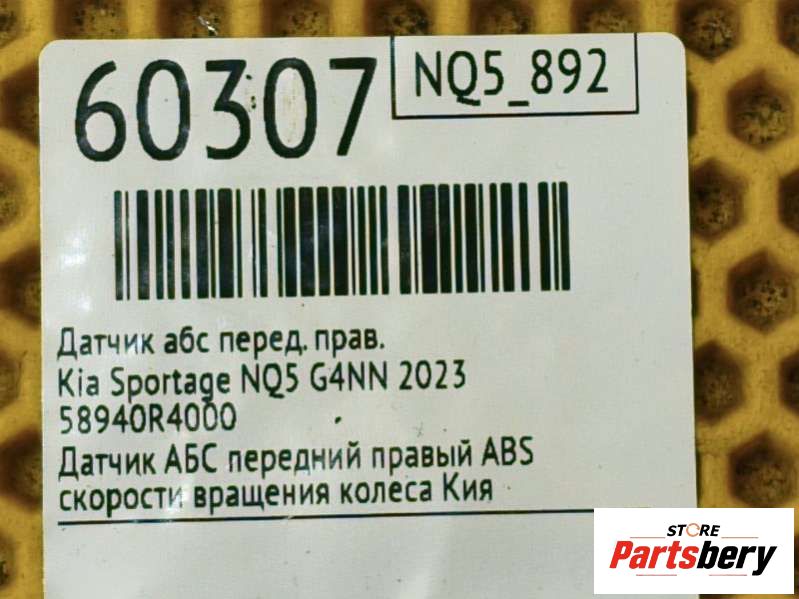 60307
NQ5_892
Датчик абс перед. прав.
Kia Sportage NQ5 G4NN 2023
58940R4000
Датчик АБС передний правый ABS
скорости вращения колеса Кия
STORE
Partsbery